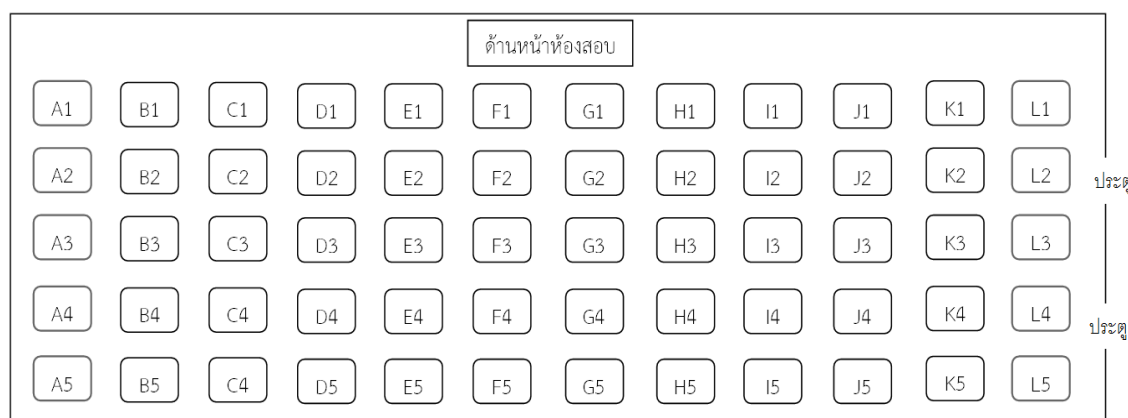 ด้านหน้าห้องสอบ
A1 B1 C1 D1 E1 F1 G1 H1 I1 J1 K1 L1
A2 B2 C2 D2 E2 F2 G2 H2 I2 J2 K2 L2
ประตู
A3 B3 C3 D3 E3 F3 G3 H3 I3 J3 K3 L3
A4 B4 C4 D4 E4 F4 G4 H4 I4 J4 K4 L4
ประตู
A5 B5 C4 D5 E5 F5 G5 H5 I5 J5 K5 L5